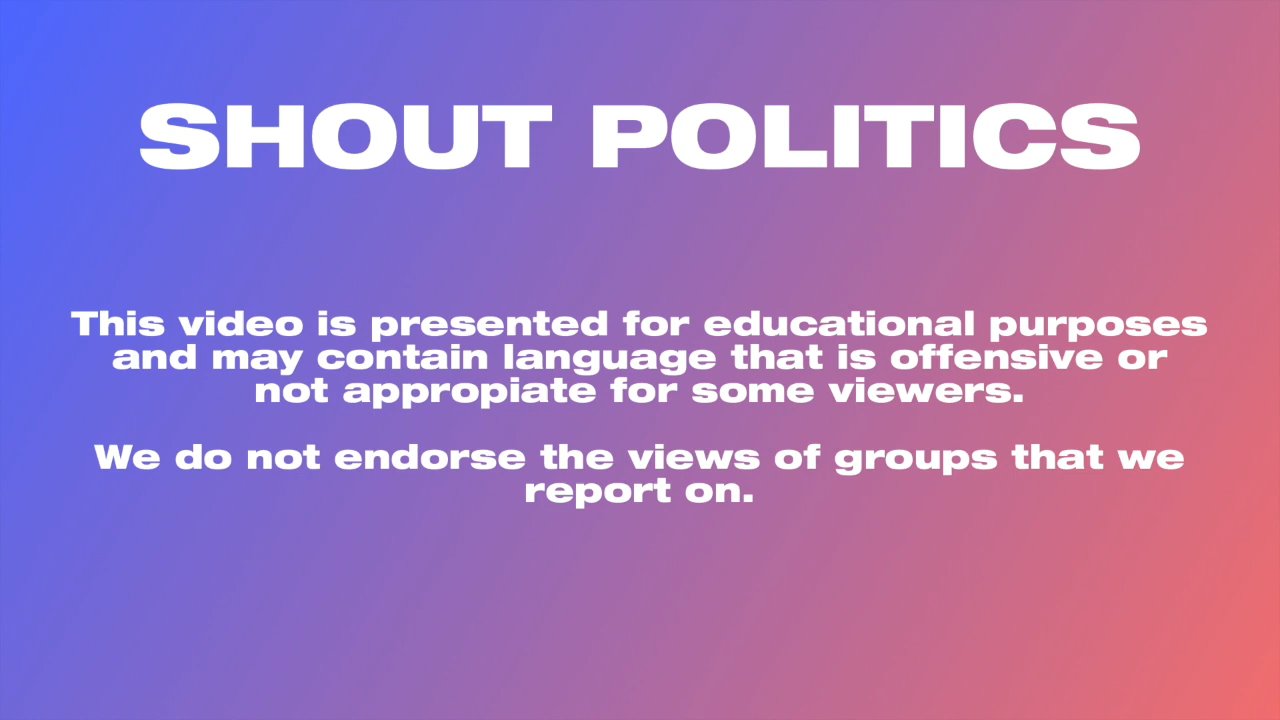 SHOUT POLITICS
This video is presented for educational purposes
and may contain language that is offensive or
not appropiate for some viewers.
We do not endorse the views of groups that we
report on.